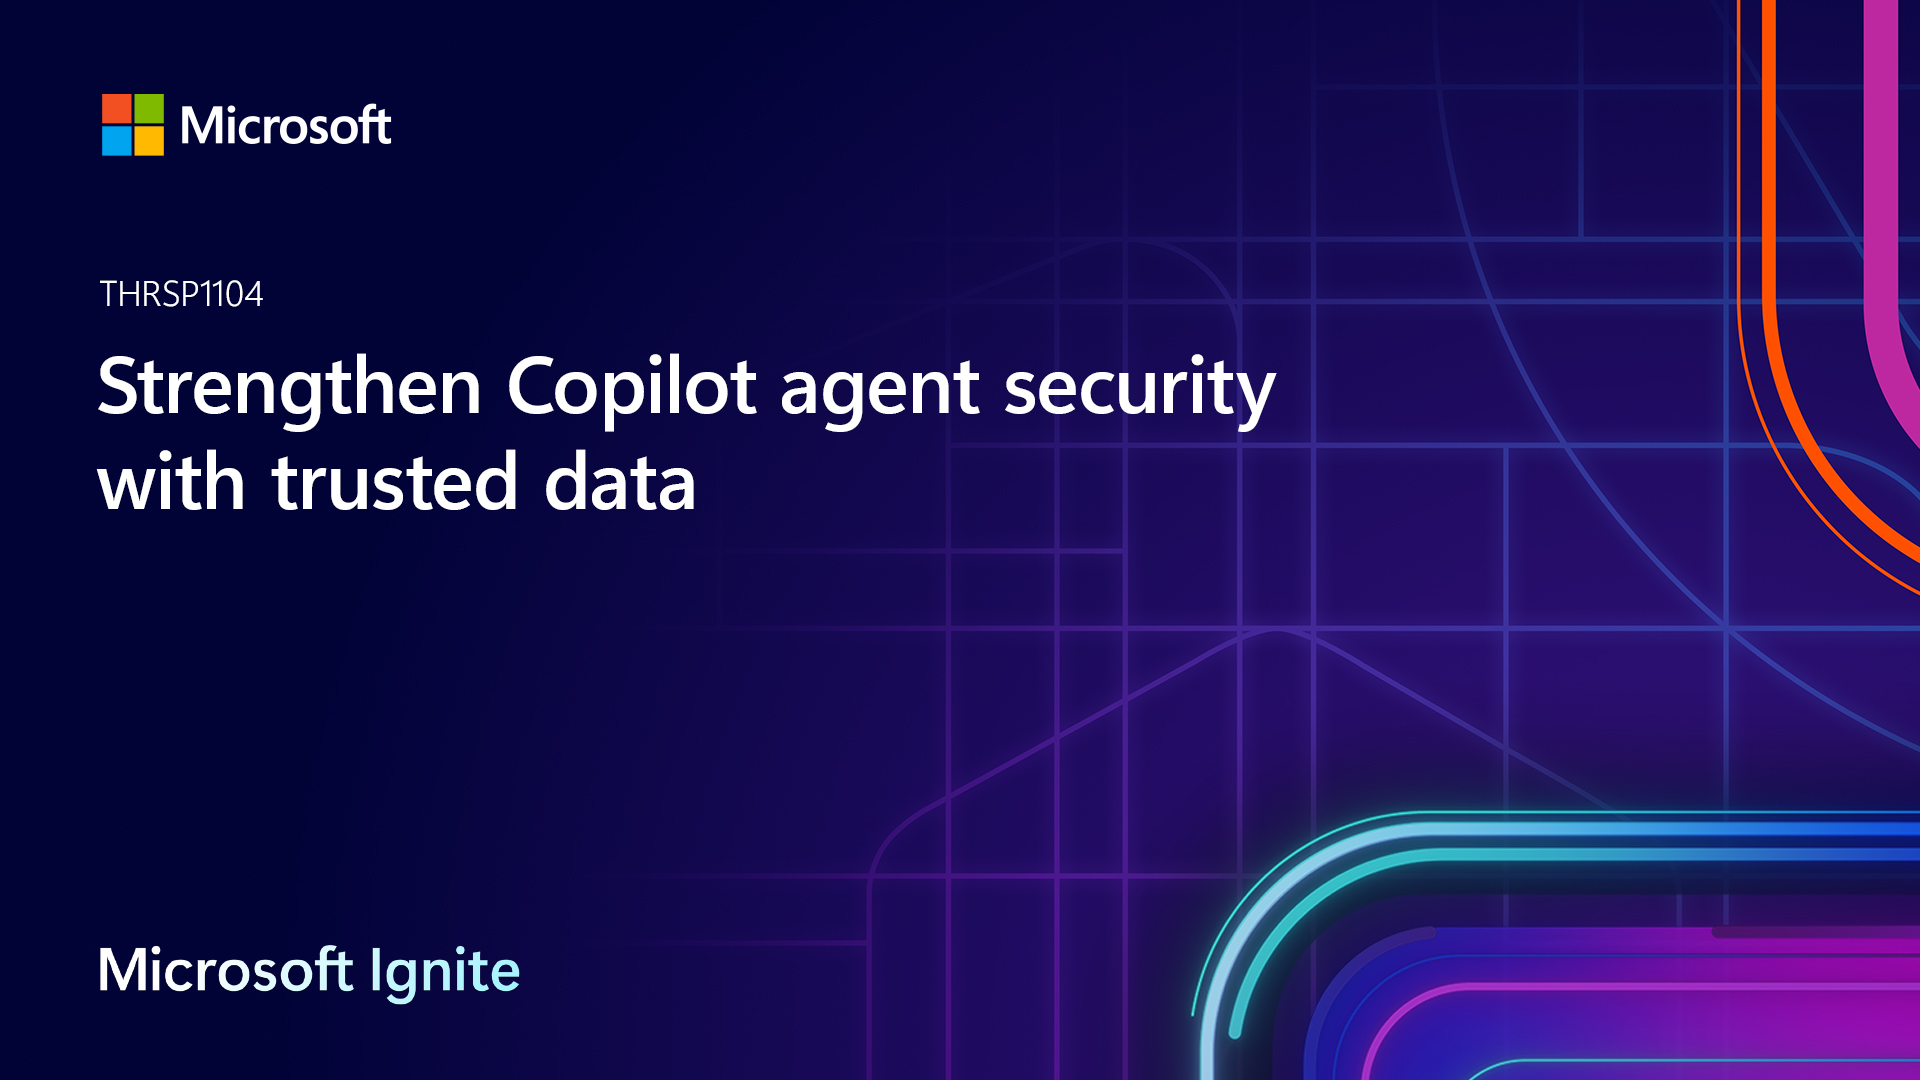 Microsoft
THRSP1104
Strengthen Copilot agent security
with trusted data
Microsoft Ignite